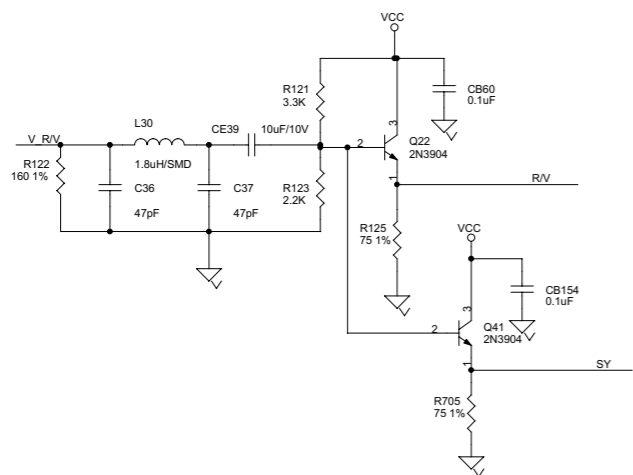 VCC
R121
3.3K
CB60
0.1uF
L30
CE39
10uF/10V
3
Q22
2N3904
V_R/V
2
R122
160 1%
1.8uH/SMD
C36
47pF
C37
47pF
R123
2.2K
1
R/V
R125
75 1%
VCC
CB154
0.1uF
3
Q41
2N3904
2
1
SY
R705
75 1%